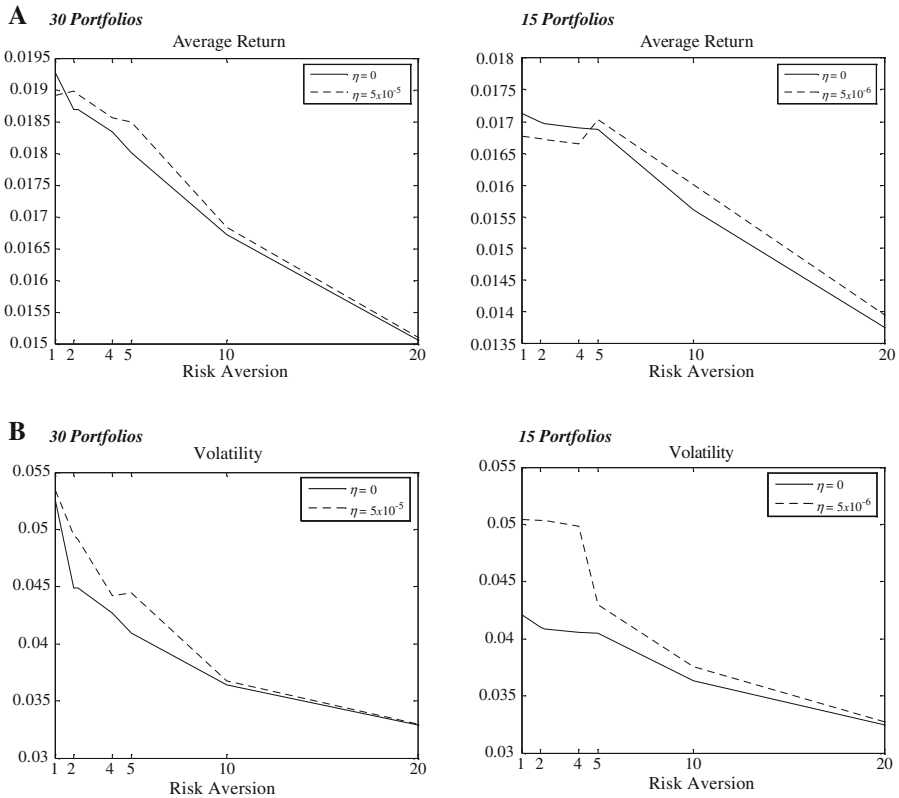 A 30 Portfolios
Average Return
0.0195
0.019
0.0185
0.018
0.0175
0.017
0.0165
0.016
0.0155
0.015
1 2 4 5 10 20
Risk Aversion
η = 0
η = 5x10⁻⁵
15 Portfolios
Average Return
0.018
0.0175
0.017
0.0165
0.016
0.0155
0.015
0.0145
0.014
0.0135
1 2 4 5 10 20
Risk Aversion
η = 0
η = 5x10⁻⁶
B 30 Portfolios
Volatility
0.055
0.05
0.045
0.04
0.035
0.03
1 2 4 5 10 20
Risk Aversion
η = 0
η = 5x10⁻⁵
15 Portfolios
Volatility
0.055
0.05
0.045
0.04
0.035
0.03
1 2 4 5 10 20
Risk Aversion
η = 0
η = 5x10⁻⁶